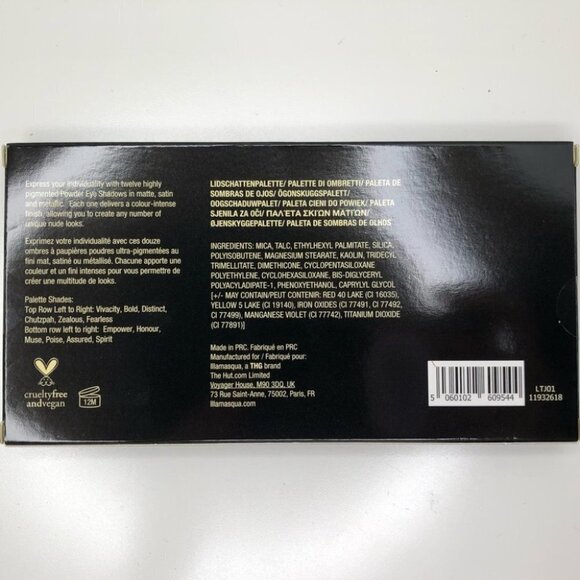 Express your individuality with twelve highly
pigmented Powder Eye Shadows in matte, satin
and metallic. Each one delivers a colour-intense
finish, allowing you to create any number of
unique nude looks.
Exprimez votre individualité avec ces douze
ombres à paupières poudres ultra-pigmentées au
fini mat, satiné ou métallisé. Chacune apporte une
couleur et un fini intenses pour vous permettre de
créer une multitude de looks.
Palette Shades:
Top Row Left to Right: Vivacity, Bold, Distinct,
Chutzpah, Zealous, Fearless
Bottom row left to right: Empower, Honour,
Muse, Poise, Assured, Spirit
crueltyfree
andvegan
12M
LIDSCHATTENPALETTE/ PALETTE DI OMBRETTI/ PALETA DE
SOMBRAS DE OJOS/ ÖGONSKUGGSPALETT/
OOGSCHADUWPALET/ PALETA CIENI DO POWIEK/ PALETA
SJENILA ZA OČI/ ΠΑΛΈΤΑ ΣΚΙΏΝ ΜΑΤΙΏΝ/
ØJENSKYGGEPALETTE/ PALETA DE SOMBRAS DE OLHOS
INGREDIENTS: MICA, TALC, ETHYLHEXYL PALMITATE, SILICA,
POLYISOBUTENE, MAGNESIUM STEARATE, KAOLIN, TRIDECYL
TRIMELLITATE, DIMETHICONE, CYCLOPENTASILOXANE,
POLYETHYLENE, CYCLOHEXASILOXANE, BIS-DIGLYCERYL
POLYACYLADIPATE-1, PHENOXYETHANOL, CAPRYLYL GLYCOL
[+/- MAY CONTAIN/PEUT CONTENIR: RED 40 LAKE (CI 16035),
YELLOW 5 LAKE (CI 19140), IRON OXIDES (CI 77491, CI 77492,
CI 77499), MANGANESE VIOLET (CI 77742), TITANIUM DIOXIDE
(CI 77891)]
Made in PRC. Fabriqué en PRC
Manufactured for / Fabriqué pour:
Illamasqua, a THG brand
The Hut.com Limited
Voyager House, M90 3DQ, UK
73 Rue Saint-Anne, 75002, Paris, FR
Illamasqua.com
5 060102 609544
LTJ01
11932618